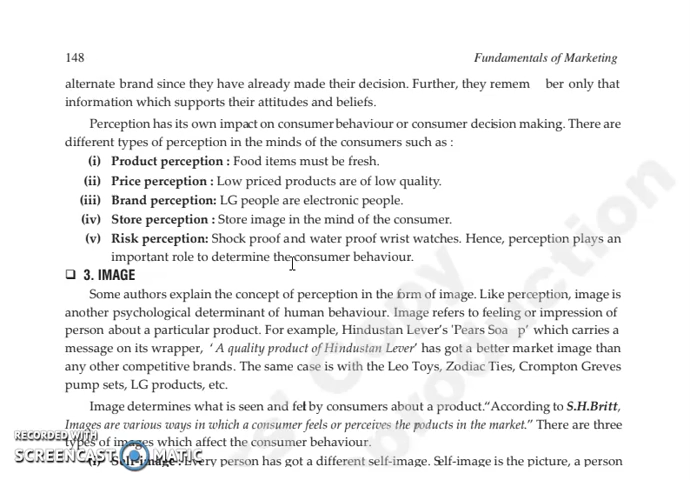 148 Fundamentals of Marketing
alternate brand since they have already made their decision. Further, they remem ber only that
information which supports their attitudes and beliefs.
Perception has its own impact on consumer behaviour or consumer decision making. There are
different types of perception in the minds of the consumers such as :
(i) Product perception : Food items must be fresh.
(ii) Price perception : Low priced products are of low quality.
(iii) Brand perception: LG people are electronic people.
(iv) Store perception : Store image in the mind of the consumer.
(v) Risk perception: Shock proof and water proof wrist watches. Hence, perception plays an
important role to determine the consumer behaviour.
❑ 3. IMAGE
Some authors explain the concept of perception in the form of image. Like perception, image is
another psychological determinant of human behaviour. Image refers to feeling or impression of
person about a particular product. For example, Hindustan Lever's 'Pears Soa p' which carries a
message on its wrapper, 'A quality product of Hindustan Lever' has got a better market image than
any other competitive brands. The same case is with the Leo Toys, Zodiac Ties, Crompton Greves
pump sets, LG products, etc.
Image determines what is seen and felt by consumers about a product."According to S.H.Britt,
Images are various ways in which a consumer feels or perceives the poducts in the market." There are three
types of images which affect the consumer behaviour.
(i) Self-image : Every person has got a different self-image. Self-image is the picture, a person
RECORDED WITH
SCREENCAST MATIC
Copy
production